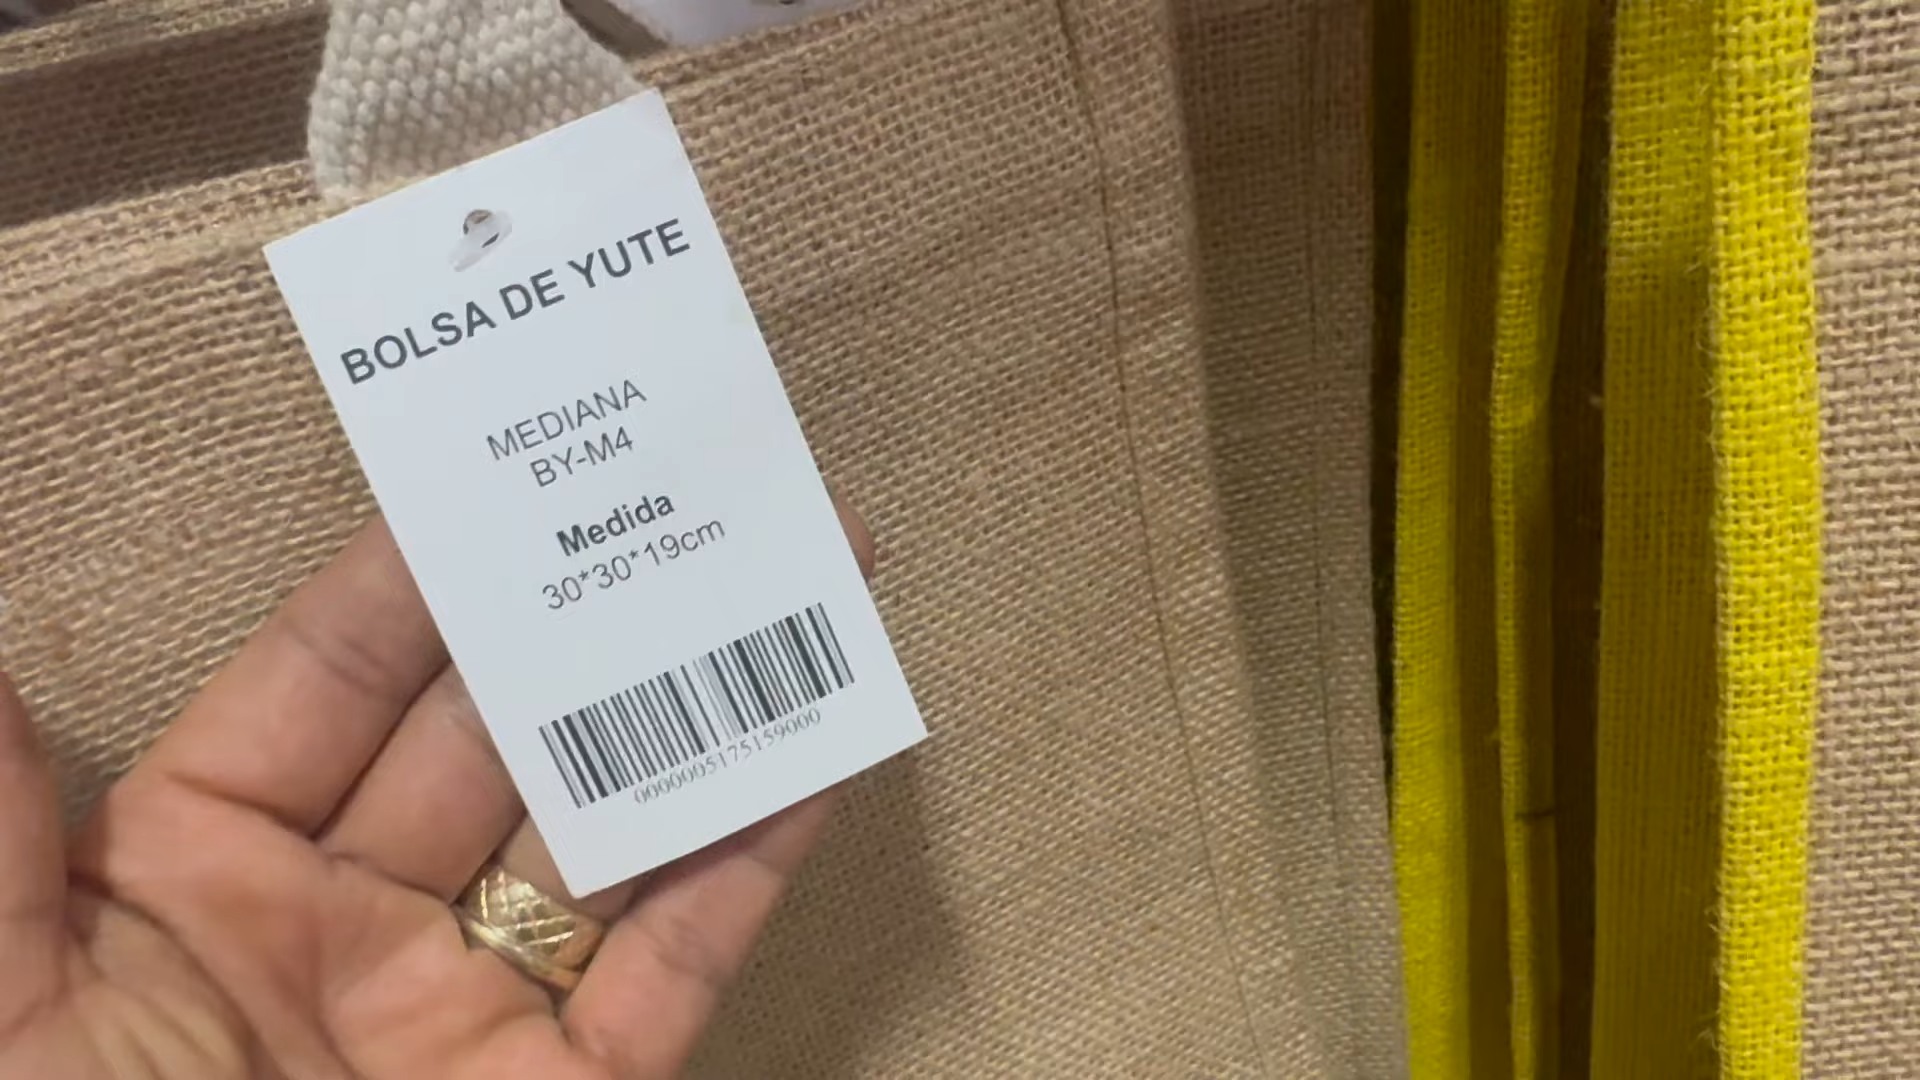 BOLSA DE YUTE
MEDIANA
BY-M4
Medida
30*30*19cm
0000005175159000